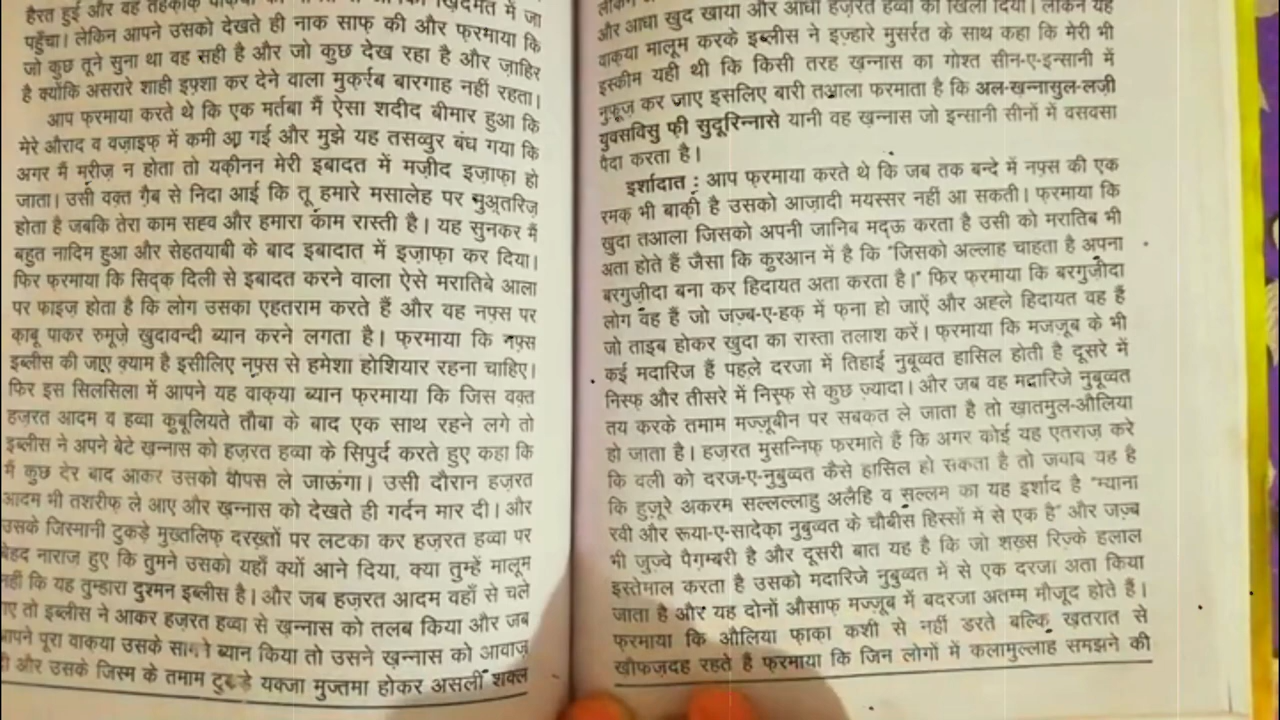 हैरत हुई और वह तहक़ीक़ ख़िदमत में जा
पहुँचा। लेकिन आपने उसको देखते ही नाक साफ़ की और फ़रमाया कि
जो कुछ तूने सुना था वह सही है और जो कुछ देख रहा है और ज़ाहिर
है क्योंकि असरारे शाही इफ़्शा कर देने वाला मुक़र्रब बारगाह नहीं रहता।
आप फ़रमाया करते थे कि एक मर्तबा मैं ऐसा शदीद बीमार हुआ कि
मेरे औराद व वज़ाइफ़ में कमी आ गई और मुझे यह तसव्वुर बंध गया कि
अगर मैं मरीज़ न होता तो यक़ीनन मेरी इबादत में मज़ीद इज़ाफ़ा हो
जाता। उसी वक़्त ग़ैब से निदा आई कि तू हमारे मसालेह पर मुअ्तरिज़
होता है जबकि तेरा काम सह्व और हमारा काम रास्ती है। यह सुनकर मैं
बहुत नादिम हुआ और सेहतयाबी के बाद इबादात में इज़ाफ़ा कर दिया।
फिर फ़रमाया कि सिदक़ दिली से इबादत करने वाला ऐसे मरातिबे आला
पर फाइज़ होता है कि लोग उसका एहतराम करते हैं और वह नफ़्स पर
क़ाबू पाकर रुमूज़े ख़ुदावन्दी ब्यान करने लगता है। फ़रमाया कि नफ़्स
इब्लीस की जाए क़्याम है इसीलिए नफ़्स से हमेशा होशियार रहना चाहिए।
फिर इस सिलसिला में आपने यह वाक़या ब्यान फ़रमाया कि जिस वक़्त
हज़रत आदम व हव्वा कुबूलियते तौबा के बाद एक साथ रहने लगे तो
इब्लीस ने अपने बेटे ख़न्नास को हज़रत हव्वा के सिपुर्द करते हुए कहा कि
मैं कुछ देर बाद आकर उसको वापस ले जाऊंगा। उसी दौरान हज़रत
आदम भी तशरीफ़ ले आए और ख़न्नास को देखते ही गर्दन मार दी। और
उसके जिस्मानी टुकड़े मुख्तलिफ़ दरख़्तों पर लटका कर हज़रत हव्वा पर
बेहद नाराज हुए कि तुमने उसको यहाँ क्यों आने दिया, क्या तुम्हें मालूम
नहीं कि यह तुम्हारा दुश्मन इब्लीस है। और जब हज़रत आदम वहाँ से चले
गए तो इब्लीस ने आकर हज़रत हव्वा से ख़न्नास को तलब किया और जब
आपने पूरा वाक़या उसके सामने ब्यान किया तो उसने ख़न्नास को आवाज़
दी और उसके जिस्म के तमाम टुकड़े यक्जा मुज्तमा होकर असली शक्ल
और आधा खुद खाया और आधा हज़रत हव्वा को खिला दिया। लेकिन यह
वाक़या मालूम करके इब्लीस ने इज़्हारे मुसर्रत के साथ कहा कि मेरी भी
इस्कीम यही थी कि किसी तरह ख़न्नास का गोश्त सीन-ए-इन्सानी में
नुफ़ूज़ कर जाए इसलिए बारी तआला फरमाता है कि अल-ख़न्नासुल-लज़ी
युवसविसु फ़ी सुदूरिन्नासे यानी वह ख़न्नास जो इन्सानी सीनों में वसवसा
पैदा करता है।
इर्शादात : आप फ़रमाया करते थे कि जब तक बन्दे में नफ़्स की एक
रमक़ भी बाक़ी है उसको आज़ादी मयस्सर नहीं आ सकती। फ़रमाया कि
ख़ुदा तआला जिसको अपनी जानिब मदऊ करता है उसी को मरातिब भी
अता होते हैं जैसा कि क़ुरआन में है कि "जिसको अल्लाह चाहता है अपना
बरगुज़ीदा बना कर हिदायत अता करता है।" फिर फ़रमाया कि बरगुज़ीदा
लोग वह हैं जो जज़्ब-ए-हक़ में फ़ना हो जाऐं और अह्ले हिदायत वह हैं
जो ताइब होकर ख़ुदा का रास्ता तलाश करें। फ़रमाया कि मजज़ूब के भी
कई मदारिज हैं पहले दरजा में तिहाई नुबूव्वत हासिल होती है दूसरे में
निस्फ़ और तीसरे में निस्फ़ से कुछ ज़्यादा। और जब वह मदारिजे नुबूव्वत
तय करके तमाम मज्ज़ूबीन पर सबक़त ले जाता है तो ख़ातमुल-औलिया
हो जाता है। हज़रत मुसन्निफ़ फ़रमाते हैं कि अगर कोई यह एतराज़ करे
कि वली को दरज-ए-नुबूव्वत कैसे हासिल हो सकता है तो जवाब यह है
कि हुज़ूरे अकरम सल्लल्लाहु अलैहि व सल्लम का यह इर्शाद है "म्याना
रवी और रूया-ए-सादेक़ा नुबूव्वत के चौबीस हिस्सों में से एक है" और जज़्ब
भी जुज़्वे पैग़म्बरी है और दूसरी बात यह है कि जो शख़्स रिज़्क़े हलाल
इस्तेमाल करता है उसको मदारिजे नुबूव्वत में से एक दरजा अता किया
जाता है और यह दोनों औसाफ़ मज्ज़ूब में बदरजा अतम्म मौजूद होते हैं।
फ़रमाया कि औलिया फ़ाक़ा कशी से नहीं डरते बल्कि ख़तरात से
ख़ौफ़ज़दह रहते हैं फ़रमाया कि जिन लोगों में कलामुल्लाह समझने की